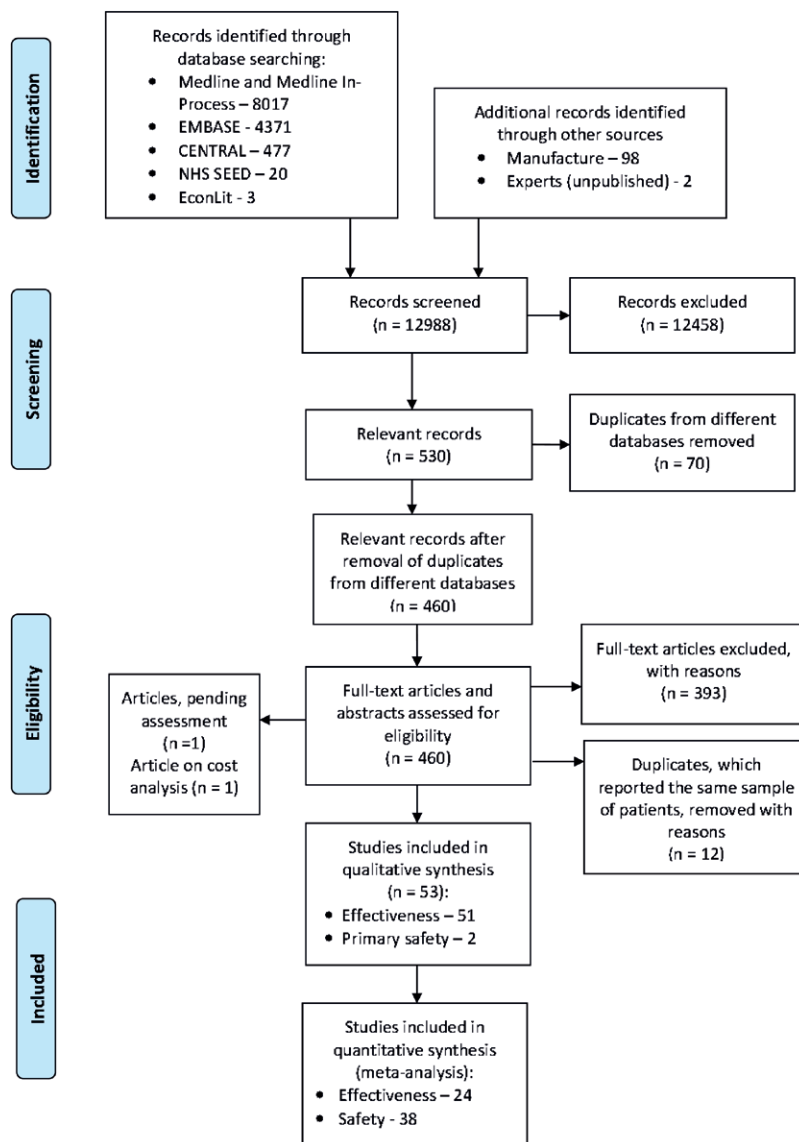 Identification
Records identified through
database searching:
• Medline and Medline In-
Process – 8017
• EMBASE - 4371
• CENTRAL – 477
• NHS SEED – 20
• EconLit - 3
Additional records identified
through other sources
• Manufacture – 98
• Experts (unpublished) - 2
Screening
Records screened
(n = 12988)
Records excluded
(n = 12458)
Relevant records
(n = 530)
Duplicates from different
databases removed
(n = 70)
Relevant records after
removal of duplicates
from different databases
(n = 460)
Eligibility
Full-text articles and
abstracts assessed for
eligibility
(n = 460)
Full-text articles excluded,
with reasons
(n = 393)
Articles, pending
assessment
(n =1)
Article on cost
analysis (n = 1)
Duplicates, which
reported the same sample
of patients, removed with
reasons
(n = 12)
Studies included in
qualitative synthesis
(n = 53):
• Effectiveness – 51
• Primary safety – 2
Included
Studies included in
quantitative synthesis
(meta-analysis):
• Effectiveness – 24
• Safety - 38